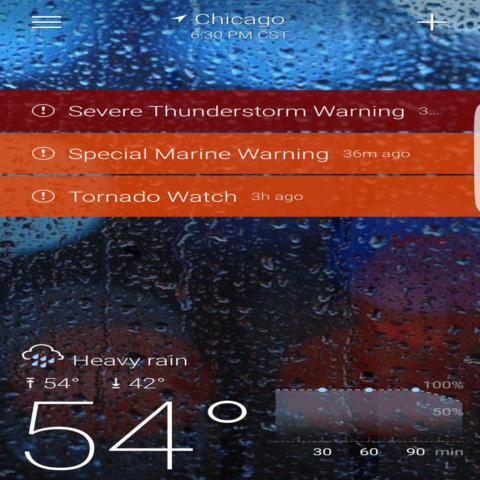 Chicago
6:30 PM CST
Severe Thunderstorm Warning 3...
Special Marine Warning 36m ago
Tornado Watch 3h ago
Heavy rain
54° 42°
54°
100%
50%
30 60 90 min